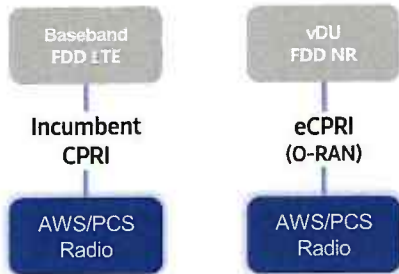 Baseband
FDD LTE
Incumbent
CPRI
AWS/PCS
Radio
vDU
FDD NR
eCPRI
(O-RAN)
AWS/PCS
Radio